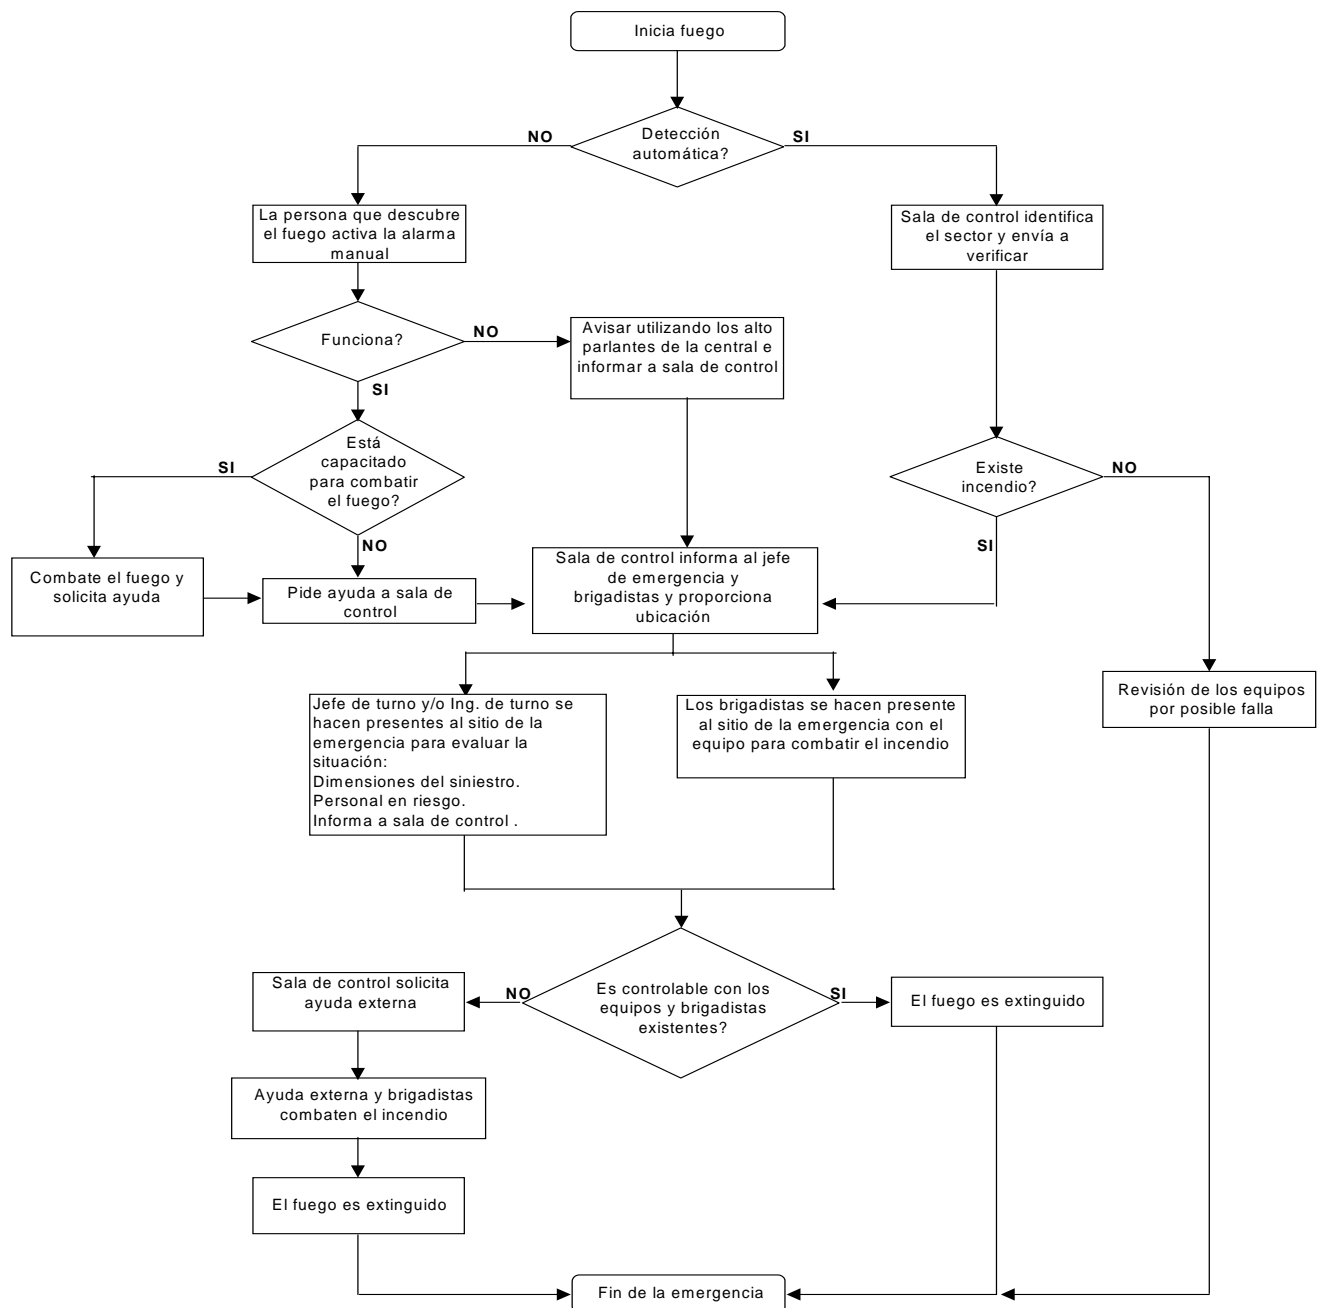 Inicia fuego
NO
Detección
automática?
SI
La persona que descubre
el fuego activa la alarma
manual
Sala de control identifica
el sector y envía a
verificar
Funciona?
NO
Avisar utilizando los alto
parlantes de la central e
informar a sala de control
SI
Está
capacitado
para combatir
el fuego?
SI
NO
Existe
incendio?
NO
SI
Combate el fuego y
solicita ayuda
Pide ayuda a sala de
control
Sala de control informa al jefe
de emergencia y
brigadistas y proporciona
ubicación
Jefe de turno y/o Ing. de turno se
hacen presentes al sitio de la
emergencia para evaluar la
situación:
Dimensiones del siniestro.
Personal en riesgo.
Informa a sala de control .
Los brigadistas se hacen presente
al sitio de la emergencia con el
equipo para combatir el incendio
Revisión de los equipos
por posible falla
Sala de control solicita
ayuda externa
NO
Es controlable con los
equipos y brigadistas
existentes?
SI
El fuego es extinguido
Ayuda externa y brigadistas
combaten el incendio
El fuego es extinguido
Fin de la emergencia